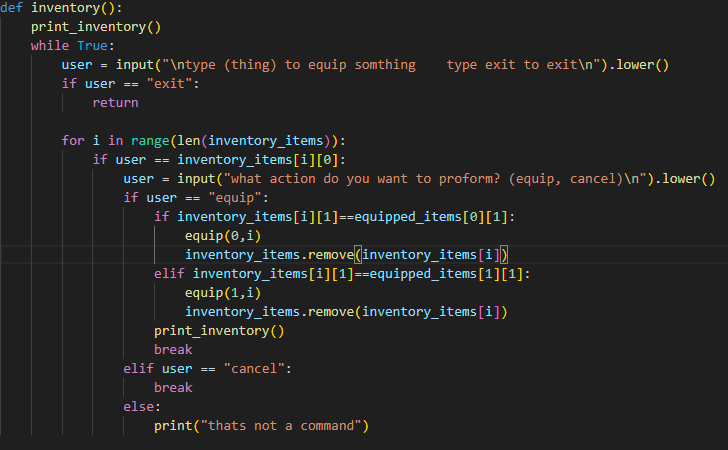 def inventory():
    print_inventory()
    while True:
        user = input("\ntype (thing) to equip somthing    type exit to exit\n").lower()
        if user == "exit":
            return

        for i in range(len(inventory_items)):
            if user == inventory_items[i][0]:
                user = input("what action do you want to proform? (equip, cancel)\n").lower()
                if user == "equip":
                    if inventory_items[i][1]==equipped_items[0][1]:
                        equip(0,i)
                        inventory_items.remove(inventory_items[i])
                    elif inventory_items[i][1]==equipped_items[1][1]:
                        equip(1,i)
                        inventory_items.remove(inventory_items[i])
                    print_inventory()
                    break
                elif user == "cancel":
                    break
                else:
                    print("thats not a command")